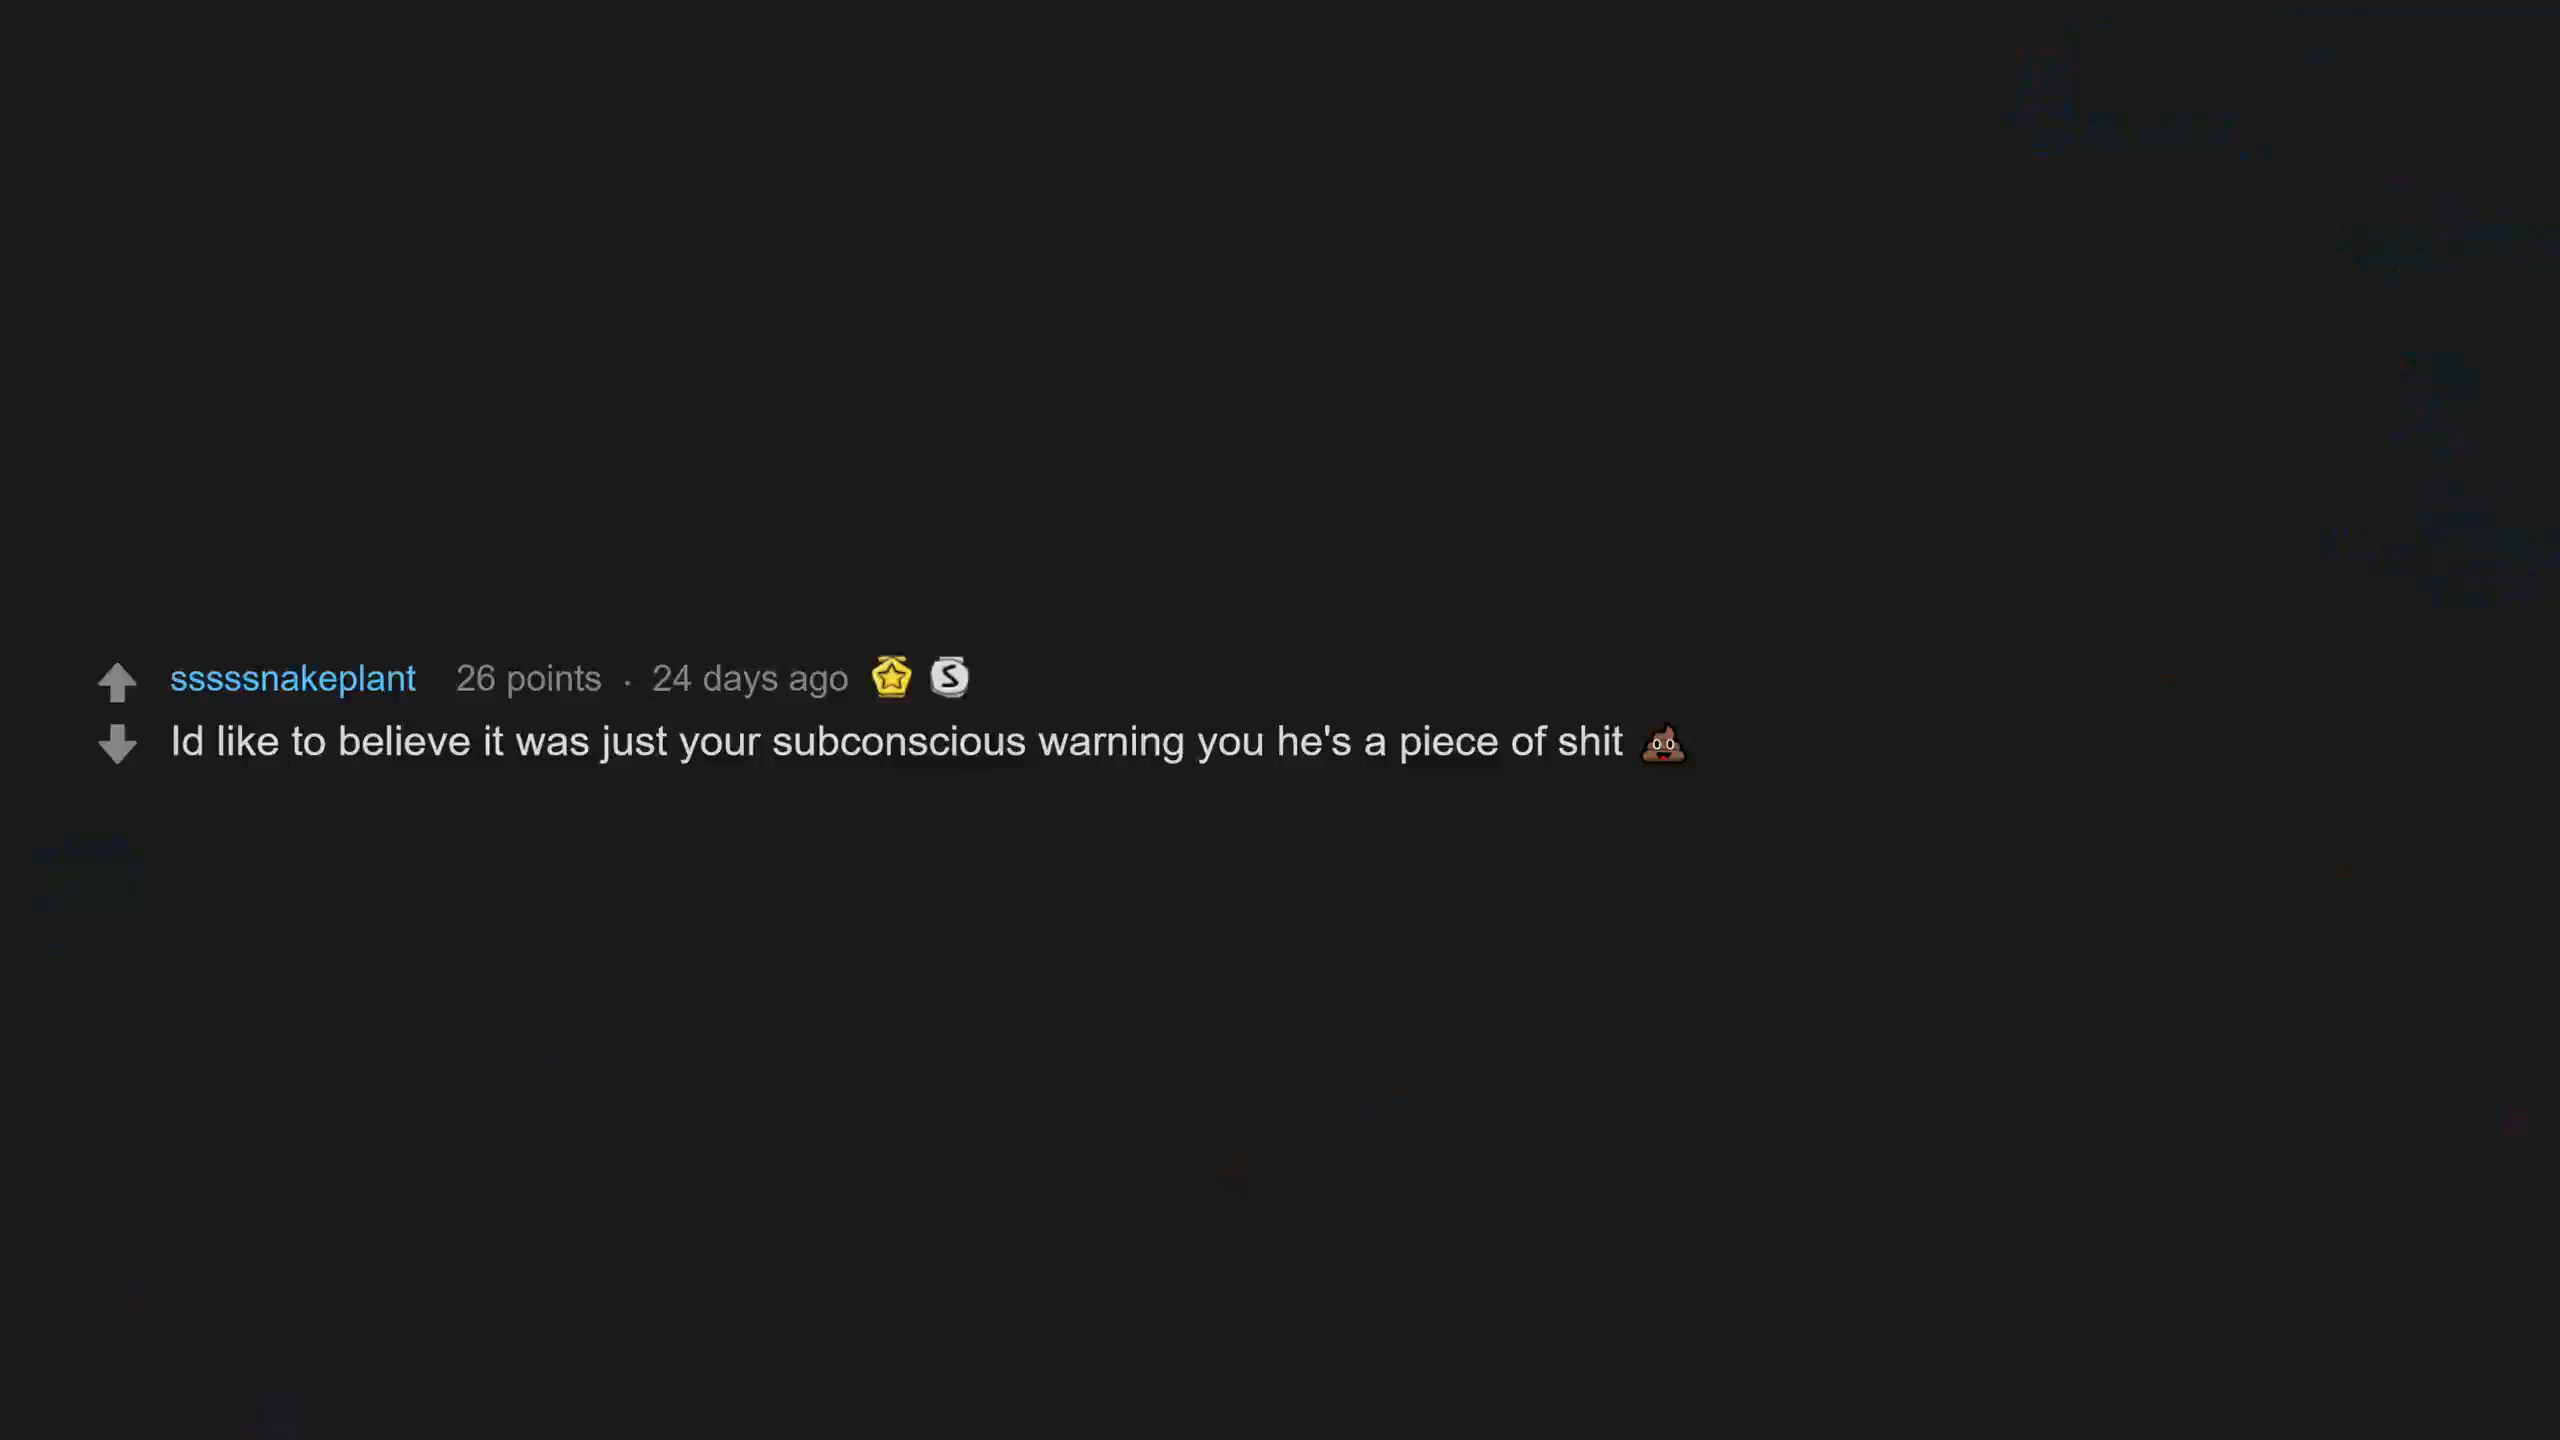 sssssnakeplant 26 points · 24 days ago
Id like to believe it was just your subconscious warning you he's a piece of shit 💩